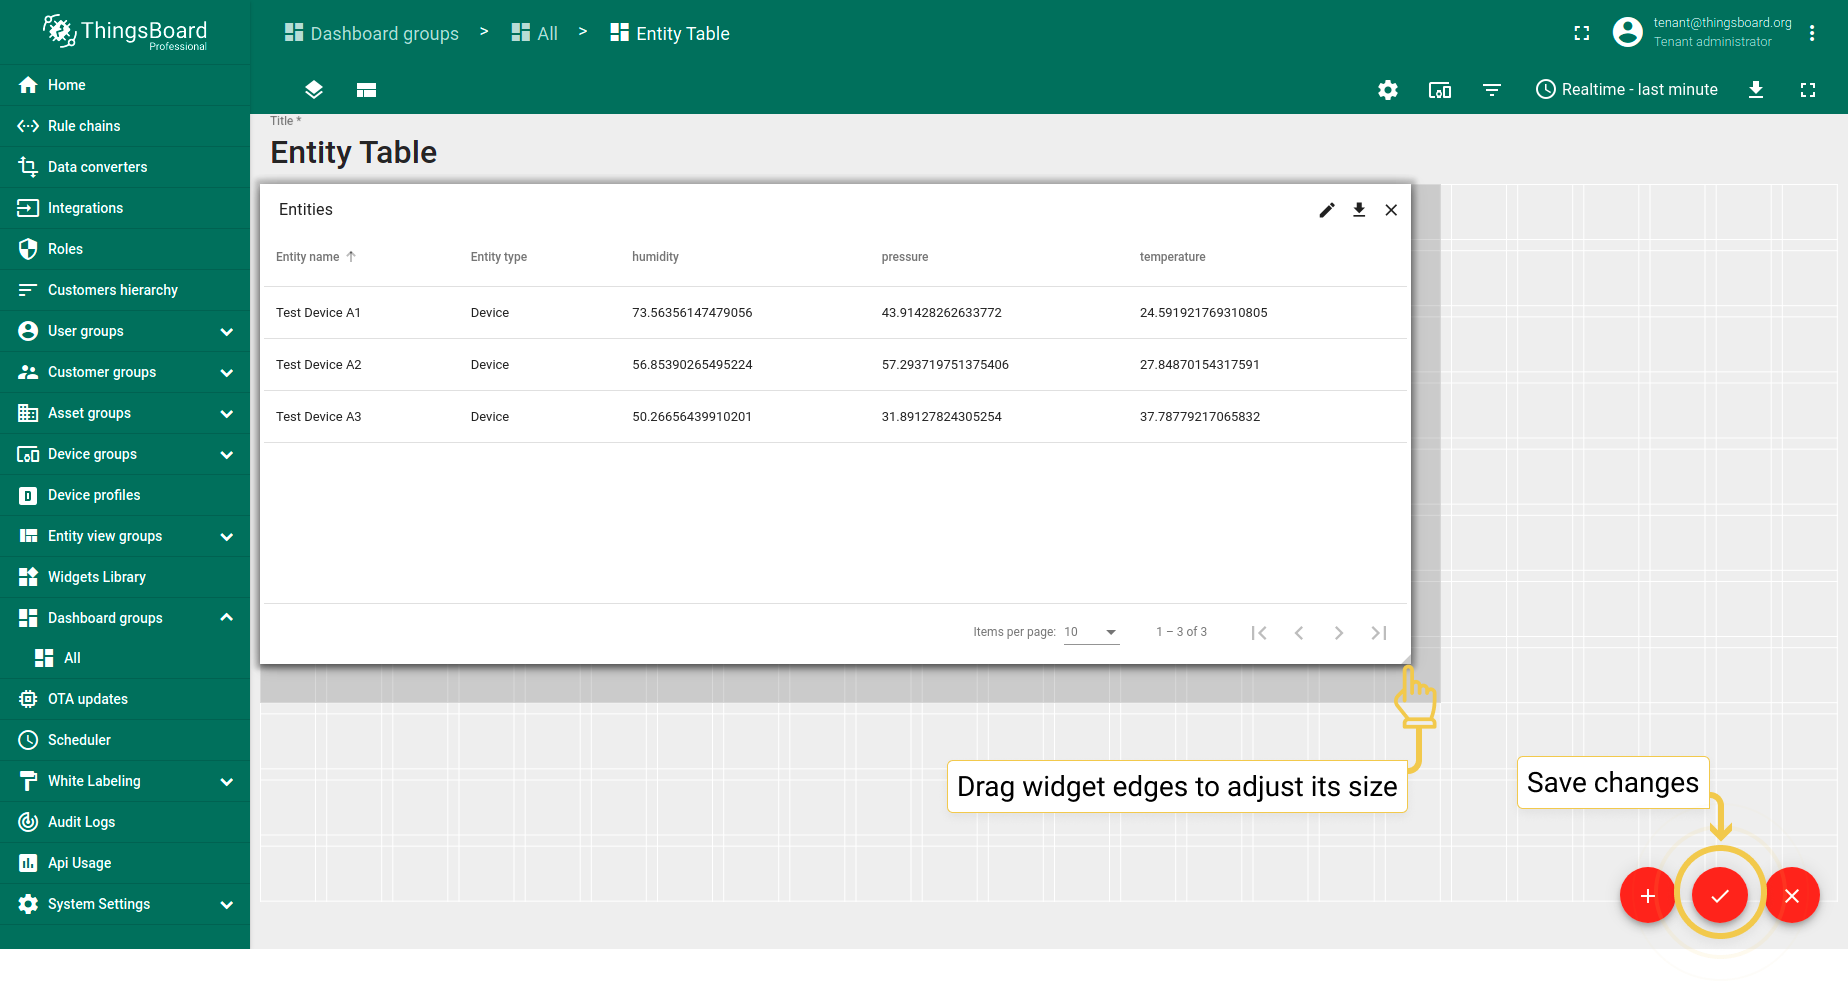 ThingsBoard
Professional
Home
Rule chains
Data converters
Integrations
Roles
Customers hierarchy
User groups
Customer groups
Asset groups
Device groups
Device profiles
Entity view groups
Widgets Library
Dashboard groups
All
OTA updates
Scheduler
White Labeling
Audit Logs
Api Usage
System Settings
Dashboard groups > All > Entity Table
tenant@thingsboard.org
Tenant administrator
Realtime - last minute
Title *
Entity Table
Entities
Entity name Entity type humidity pressure temperature
Test Device A1 Device 73.56356147479056 43.91428262633772 24.591921769310805
Test Device A2 Device 56.85390265495224 57.293719751375406 27.84870154317591
Test Device A3 Device 50.26656439910201 31.89127824305254 37.78779217065832
Items per page: 10 1 – 3 of 3
Drag widget edges to adjust its size
Save changes